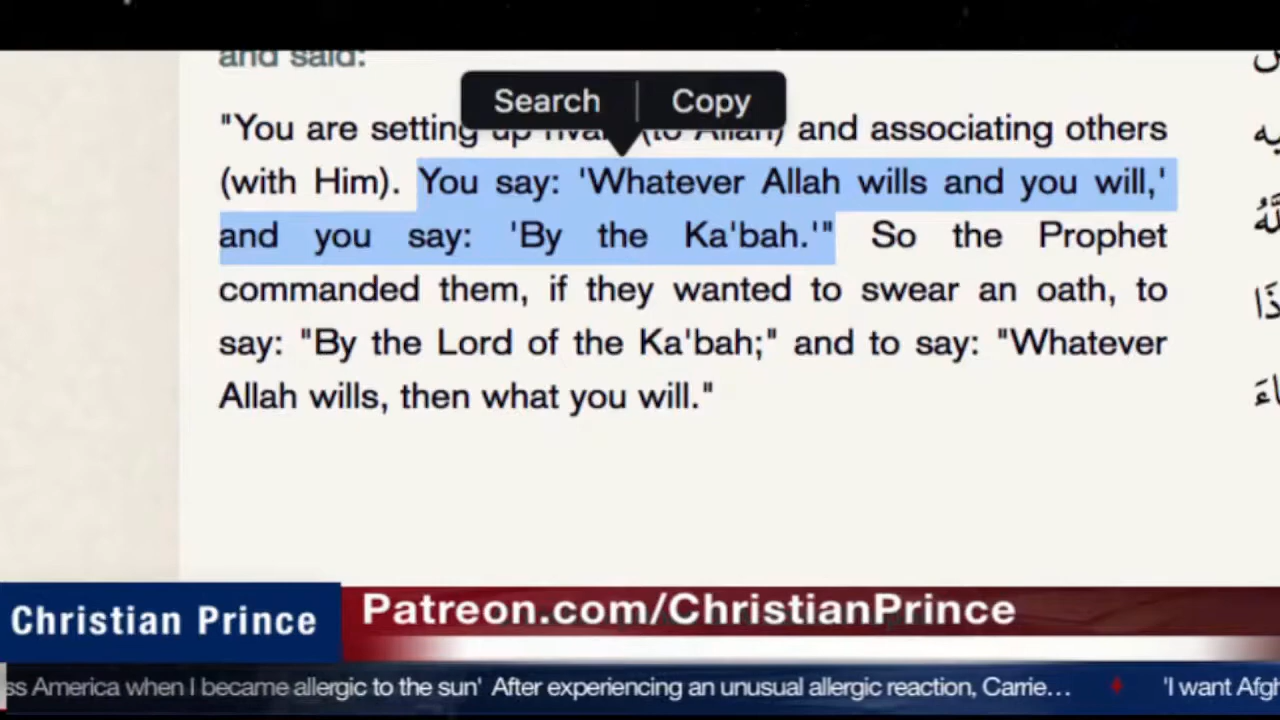 and said:
Search | Copy
"You are setting up rival (to Allah) and associating others
(with Him). You say: 'Whatever Allah wills and you will,'
and you say: 'By the Ka'bah.'" So the Prophet
commanded them, if they wanted to swear an oath, to
say: "By the Lord of the Ka'bah;" and to say: "Whatever
Allah wills, then what you will."
Christian Prince
Patreon.com/ChristianPrince
ss America when I became allergic to the sun' After experiencing an unusual allergic reaction, Carrie... 'I want Afgh